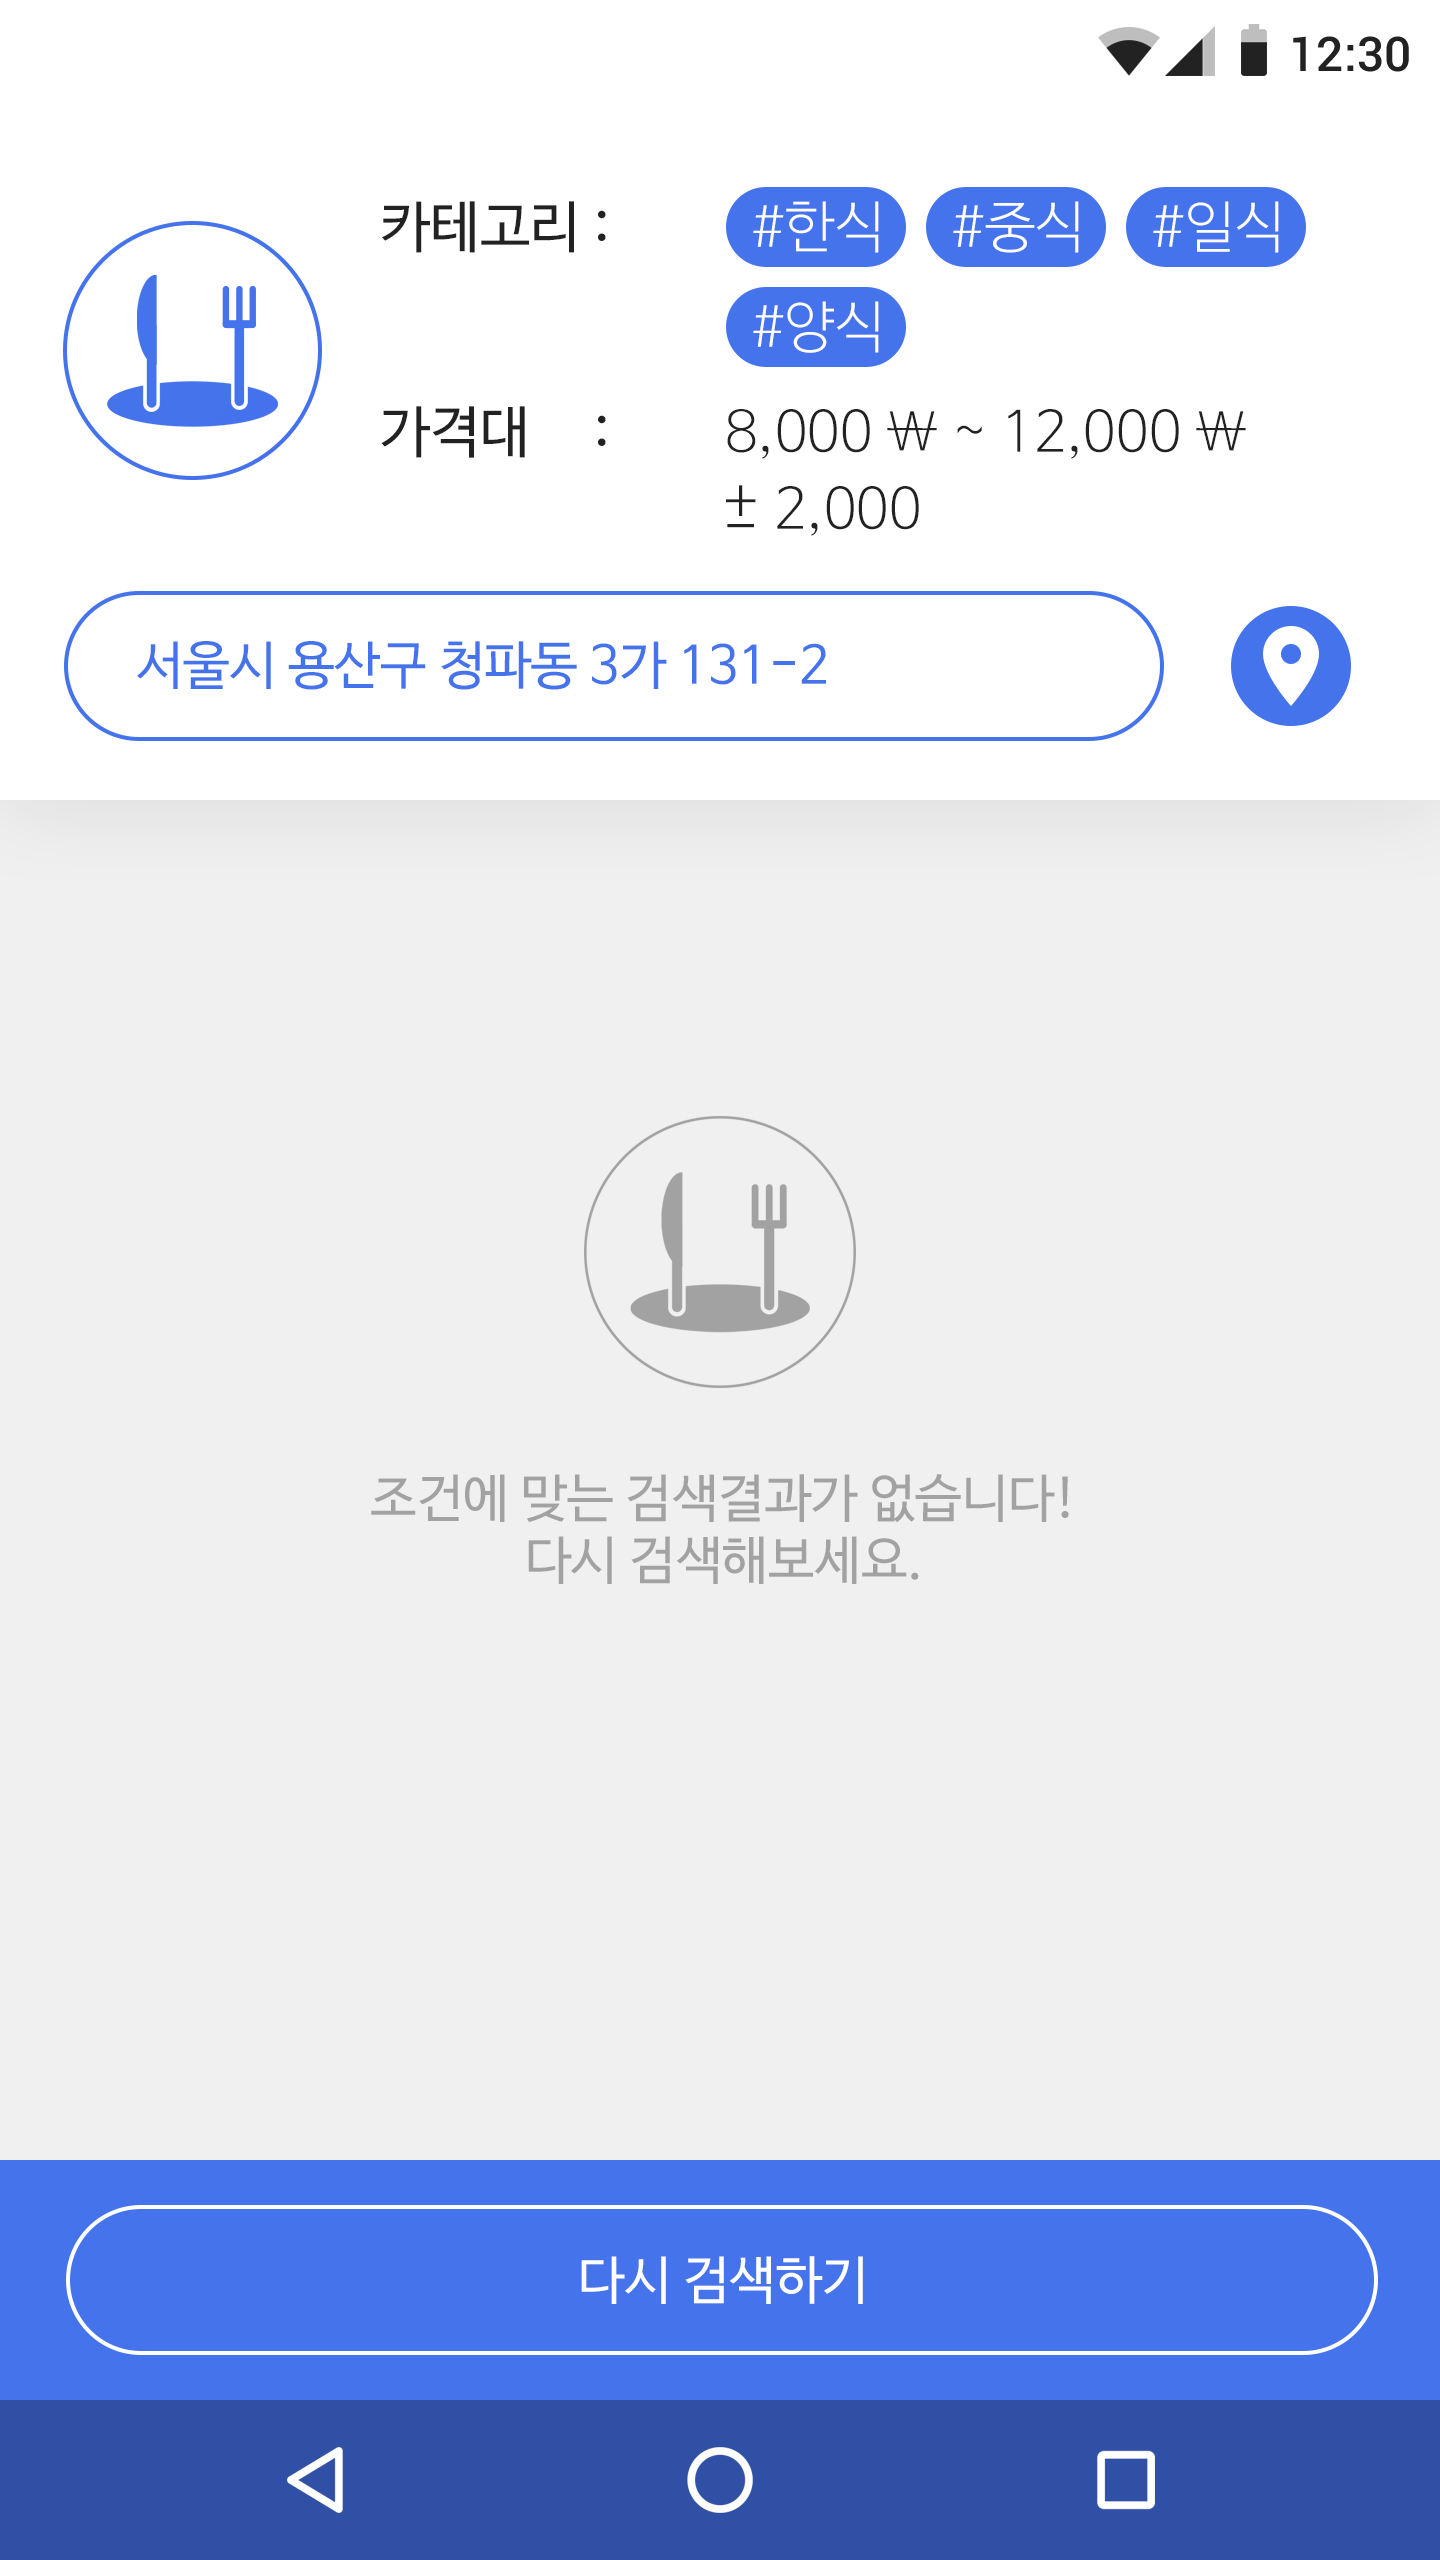 12:30
카테고리 : #한식 #중식 #일식
#양식
가격대 : 8,000 ₩ ~ 12,000 ₩
± 2,000
서울시 용산구 청파동 3가 131-2
조건에 맞는 검색결과가 없습니다!
다시 검색해보세요.
다시 검색하기